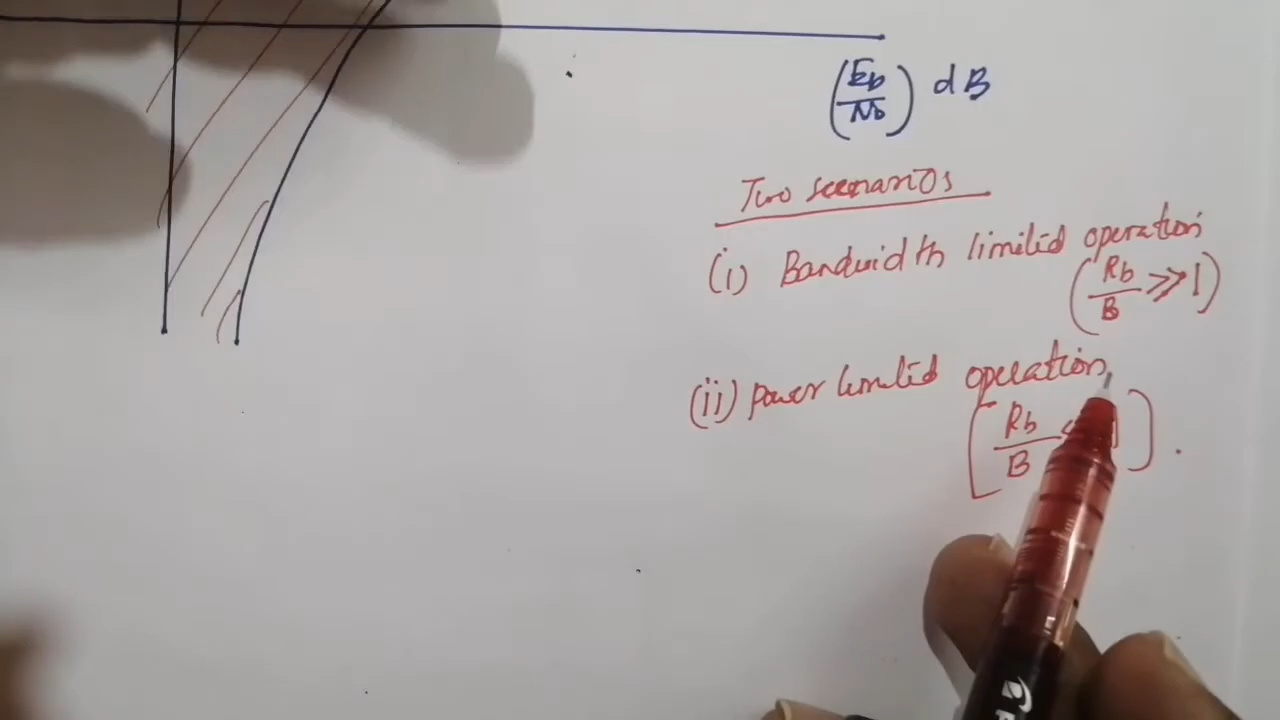 (Eb/No) dB
Two scenarios
(i) Bandwidth limited operation
(Rb/B >> 1)
(ii) power limited operation
[Rb/B <